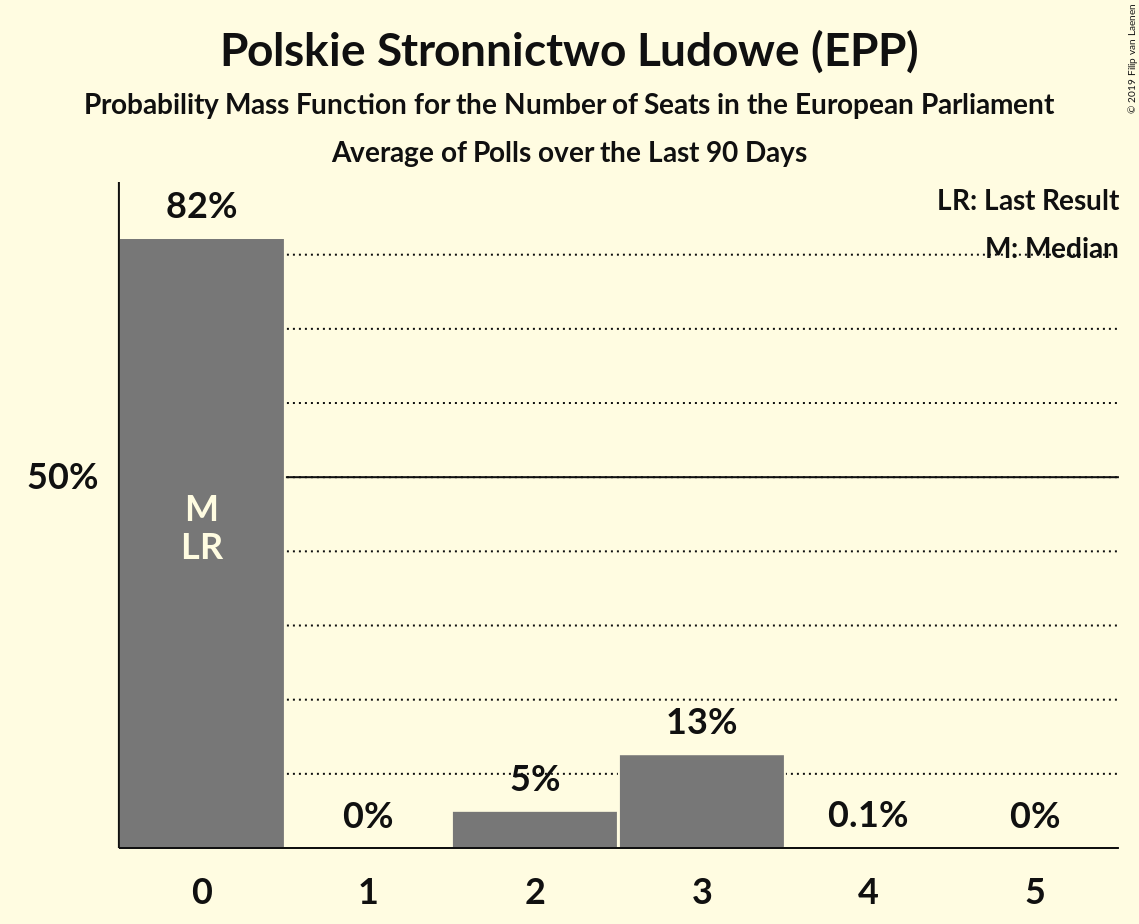 Polskie Stronnictwo Ludowe (EPP)
Probability Mass Function for the Number of Seats in the European Parliament
Average of Polls over the Last 90 Days
© 2019 Filip van Laenen
LR: Last Result
M: Median
82%
50%
M
LR
0%
5%
13%
0.1%
0%
0 1 2 3 4 5